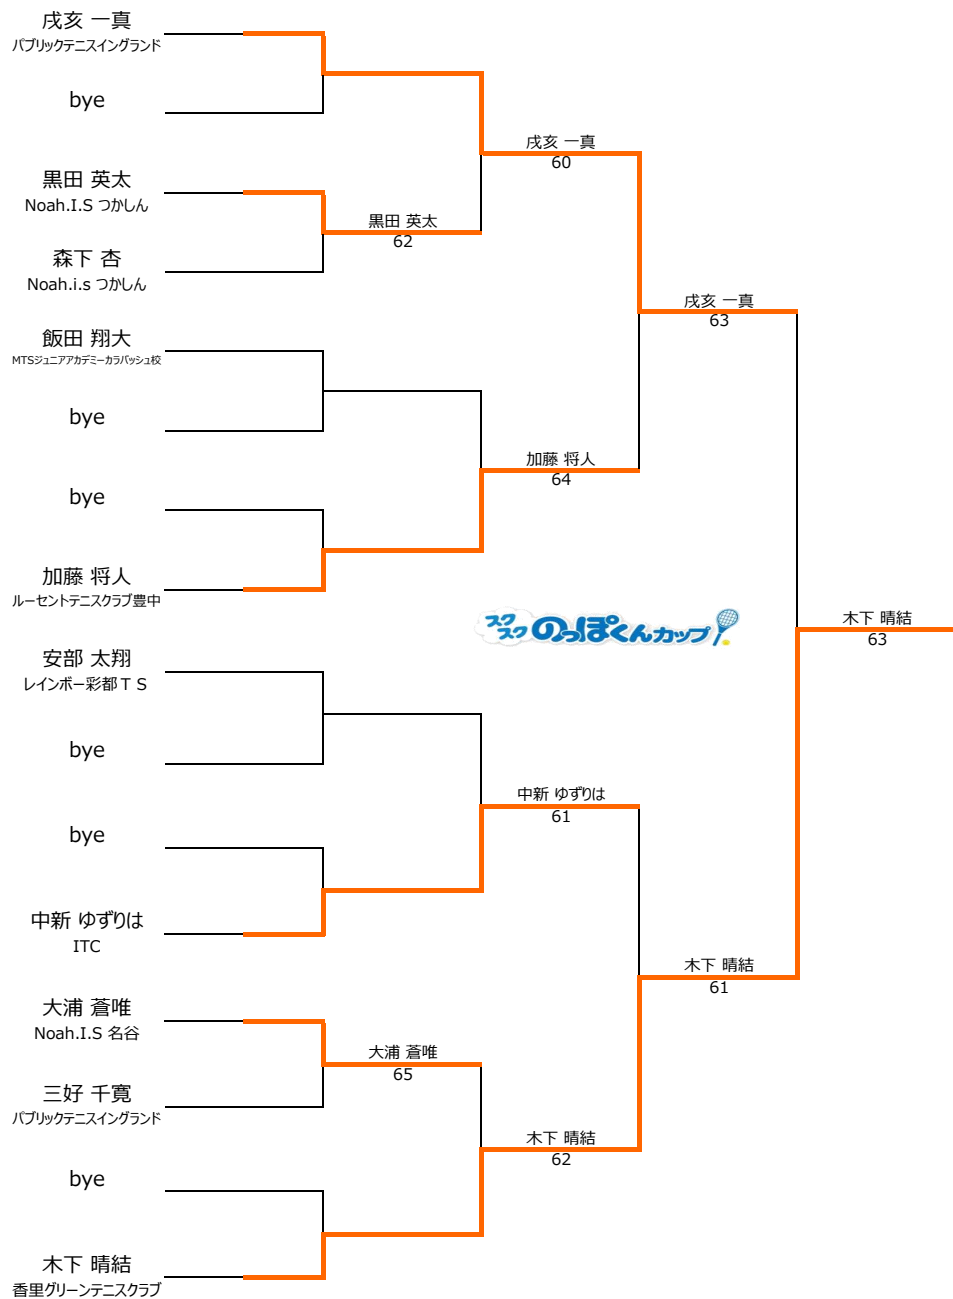 戌亥 一真
パブリックテニスイングランド
bye
戌亥 一真
60
黒田 英太
Noah.I.S つかしん
黒田 英太
62
森下 杏
Noah.i.s つかしん
戌亥 一真
63
飯田 翔大
MTSジュニアアカデミーカラバッシュ校
bye
加藤 将人
64
bye
加藤 将人
ルーセントテニスクラブ豊中
スクスク のっぽくんカップ
木下 晴結
63
安部 太翔
レインボー彩都ＴＳ
bye
中新 ゆずりは
61
bye
中新 ゆずりは
ITC
木下 晴結
61
大浦 蒼唯
Noah.I.S 名谷
大浦 蒼唯
65
三好 千寛
パブリックテニスイングランド
木下 晴結
62
bye
木下 晴結
香里グリーンテニスクラブ